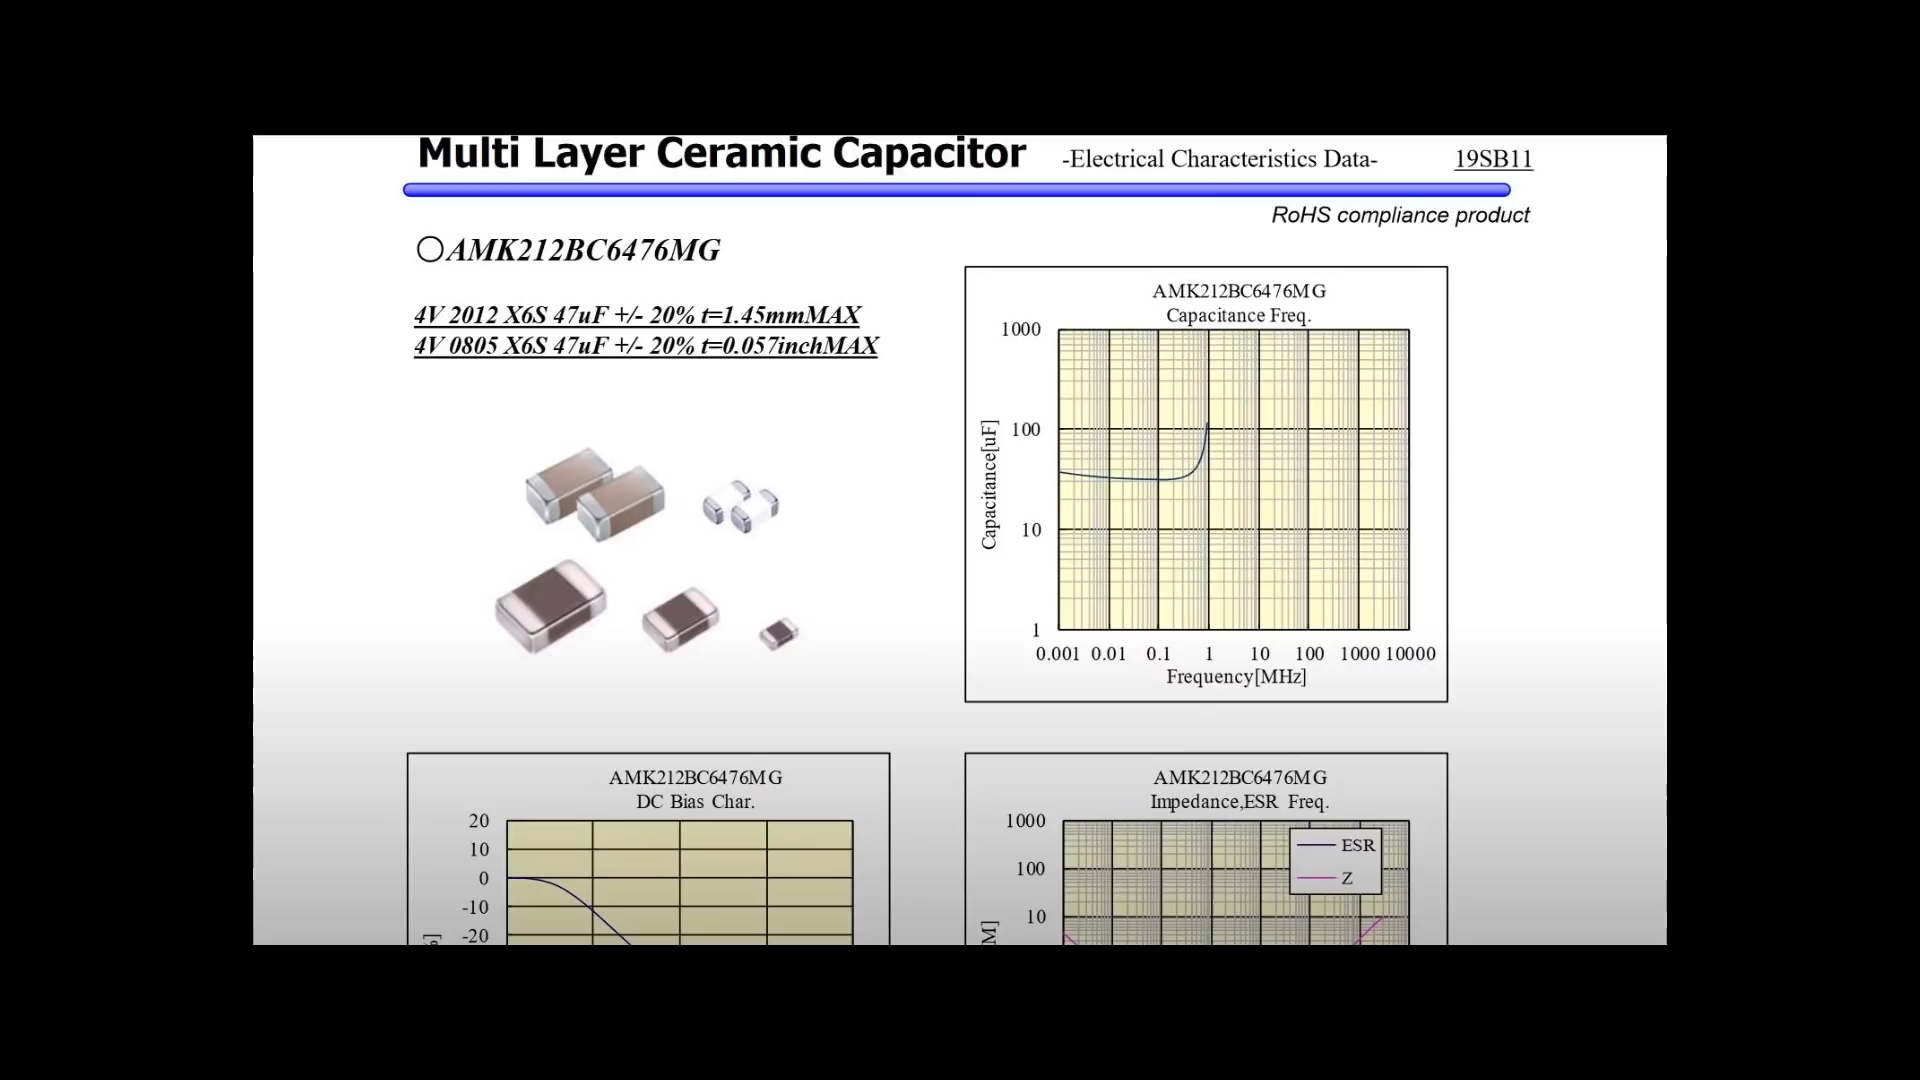 Multi Layer Ceramic Capacitor -Electrical Characteristics Data- 19SB11
RoHS compliance product
○AMK212BC6476MG
4V 2012 X6S 47uF +/- 20% t=1.45mmMAX
4V 0805 X6S 47uF +/- 20% t=0.057inchMAX
AMK212BC6476MG
Capacitance Freq.
1000
100
10
1
Capacitance[uF]
0.001 0.01 0.1 1 10 100 1000 10000
Frequency[MHz]
AMK212BC6476MG
DC Bias Char.
20
10
0
-10
-20
AMK212BC6476MG
Impedance,ESR Freq.
1000
100
10
ESR
Z